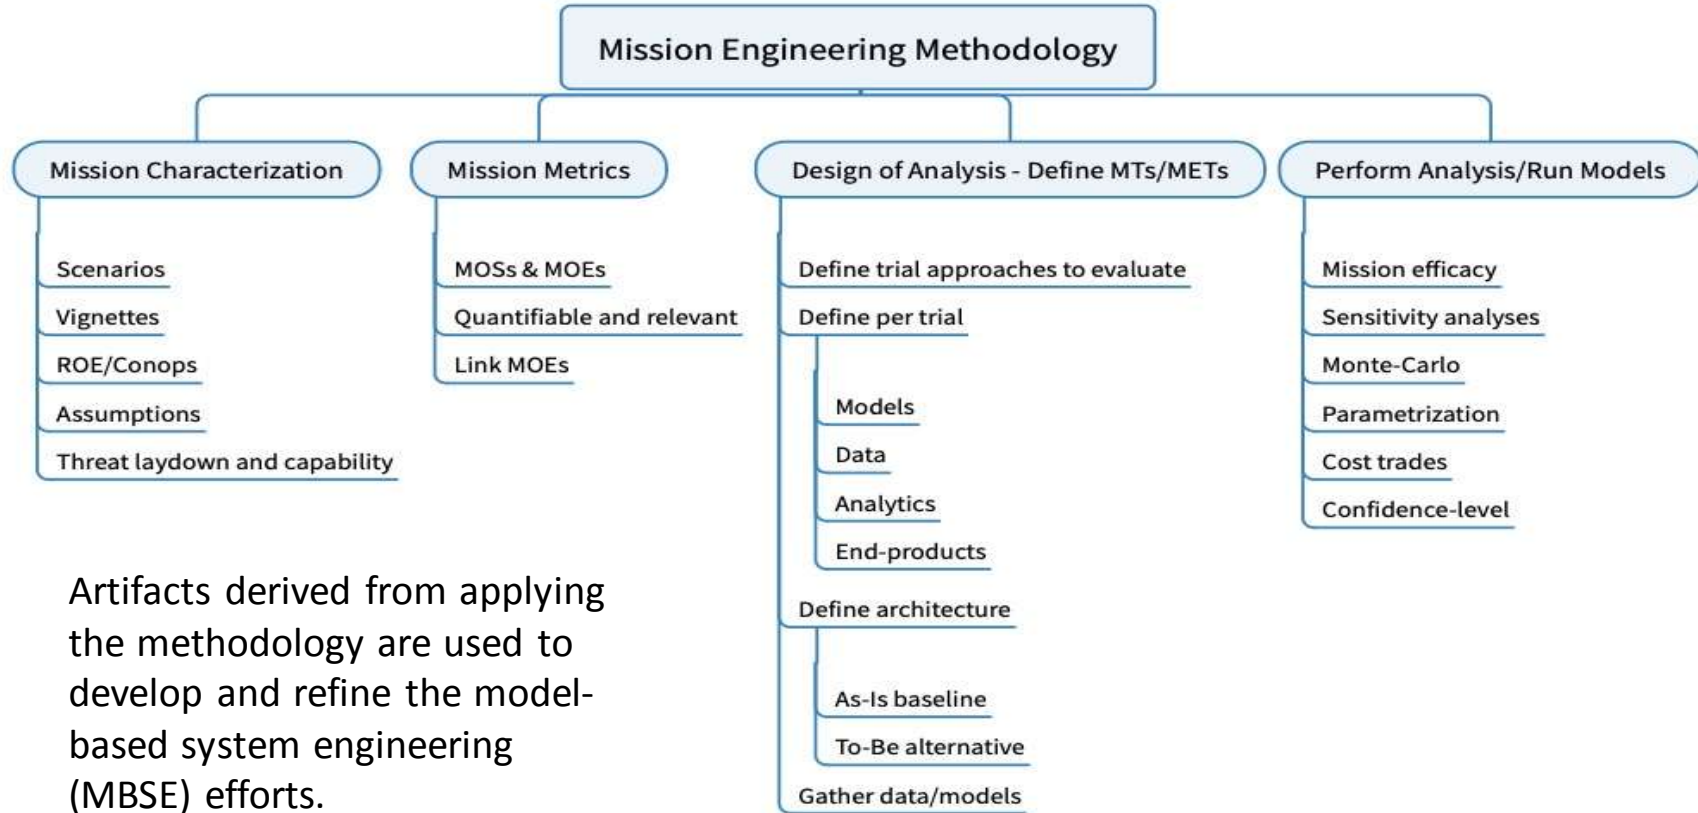 Mission Engineering Methodology
Mission Characterization
Scenarios
Vignettes
ROE/Conops
Assumptions
Threat laydown and capability
Mission Metrics
MOSs & MOEs
Quantifiable and relevant
Link MOEs
Design of Analysis - Define MTs/METs
Define trial approaches to evaluate
Define per trial
Models
Data
Analytics
End-products
Define architecture
As-Is baseline
To-Be alternative
Gather data/models
Perform Analysis/Run Models
Mission efficacy
Sensitivity analyses
Monte-Carlo
Parametrization
Cost trades
Confidence-level
Artifacts derived from applying
the methodology are used to
develop and refine the model-
based system engineering
(MBSE) efforts.